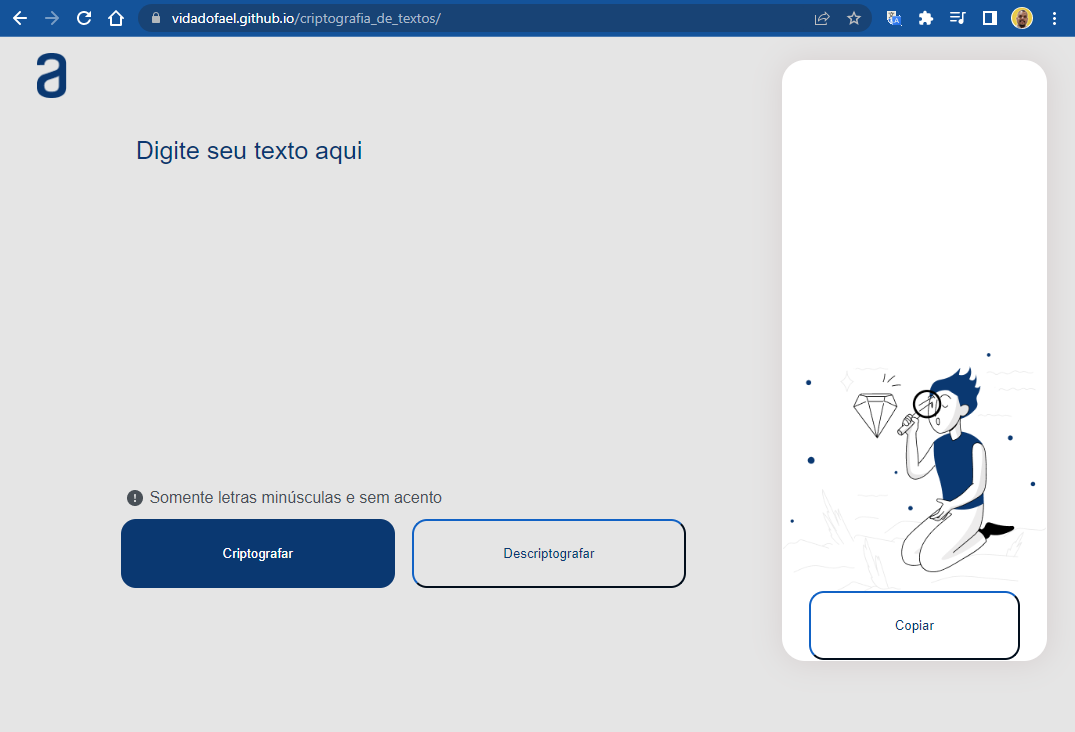 vidadofael.github.io/criptografia_de_textos/
a
Digite seu texto aqui
Somente letras minúsculas e sem acento
Criptografar
Descriptografar
Copiar